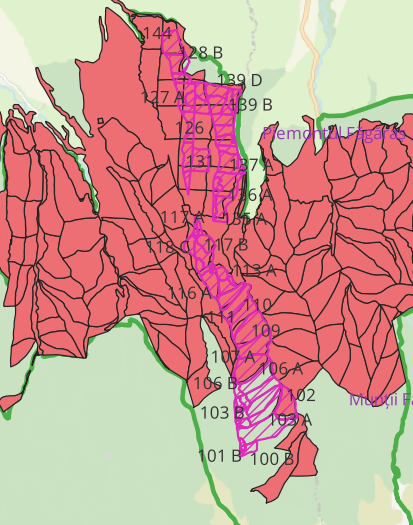 144
128 B
139 D
127 A
139 B
126
Piemontul Făgăraș
131
137 A
136 A
117 A
135 A
118 C
117 B
113 A
116 A
110
111
109
107 A
106 A
106 B
102
103 B
103 A
101 B
100 B